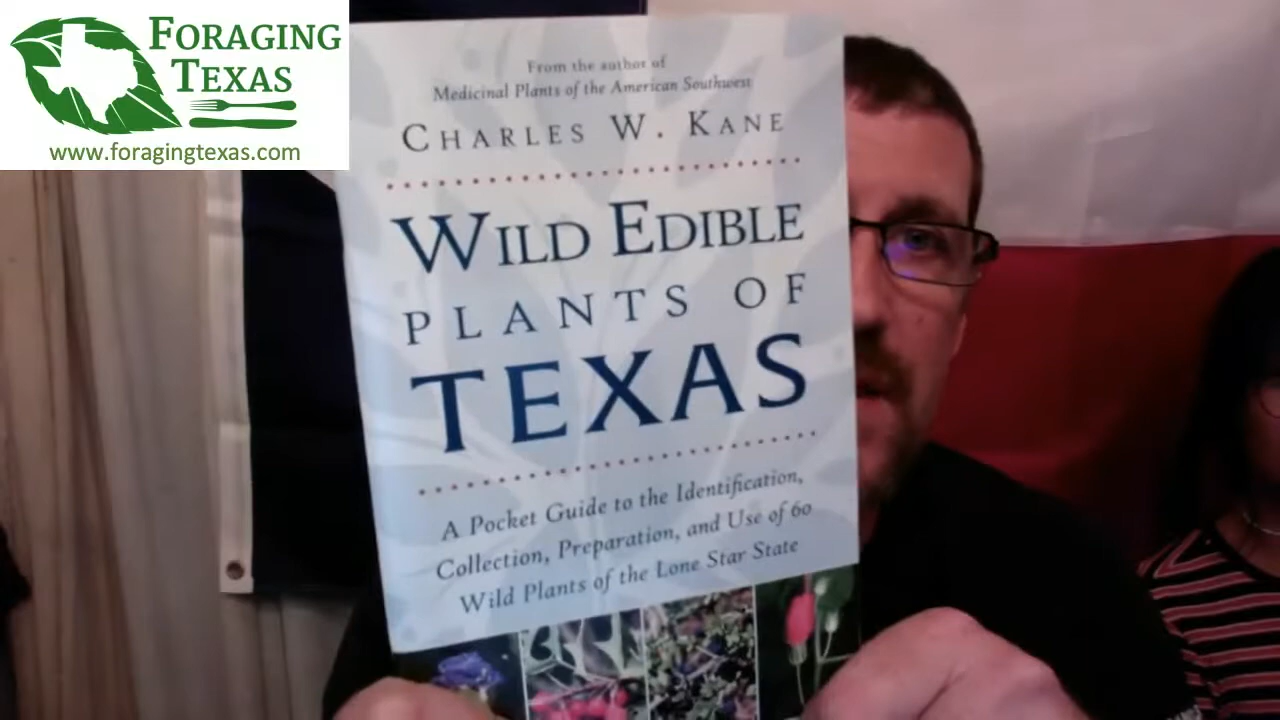 FORAGING
TEXAS
www.foragingtexas.com
From the author of
Medicinal Plants of the American Southwest
CHARLES W. KANE
WILD EDIBLE
PLANTS OF
TEXAS
A Pocket Guide to the Identification,
Collection, Preparation, and Use of 60
Wild Plants of the Lone Star State